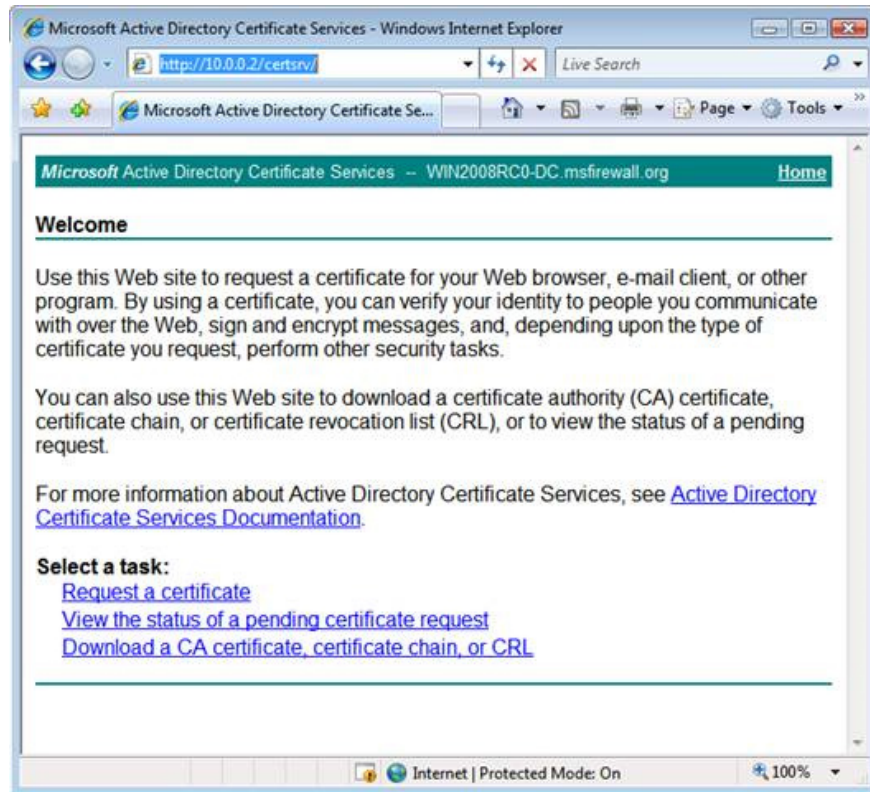 Microsoft Active Directory Certificate Services - Windows Internet Explorer
http://10.0.0.2/certsrv/
Live Search
Microsoft Active Directory Certificate Se...
Page
Tools
Microsoft Active Directory Certificate Services -- WIN2008RC0-DC.msfirewall.org Home
Welcome
Use this Web site to request a certificate for your Web browser, e-mail client, or other
program. By using a certificate, you can verify your identity to people you communicate
with over the Web, sign and encrypt messages, and, depending upon the type of
certificate you request, perform other security tasks.
You can also use this Web site to download a certificate authority (CA) certificate,
certificate chain, or certificate revocation list (CRL), or to view the status of a pending
request.
For more information about Active Directory Certificate Services, see Active Directory
Certificate Services Documentation.
Select a task:
Request a certificate
View the status of a pending certificate request
Download a CA certificate, certificate chain, or CRL
Internet | Protected Mode: On
100%